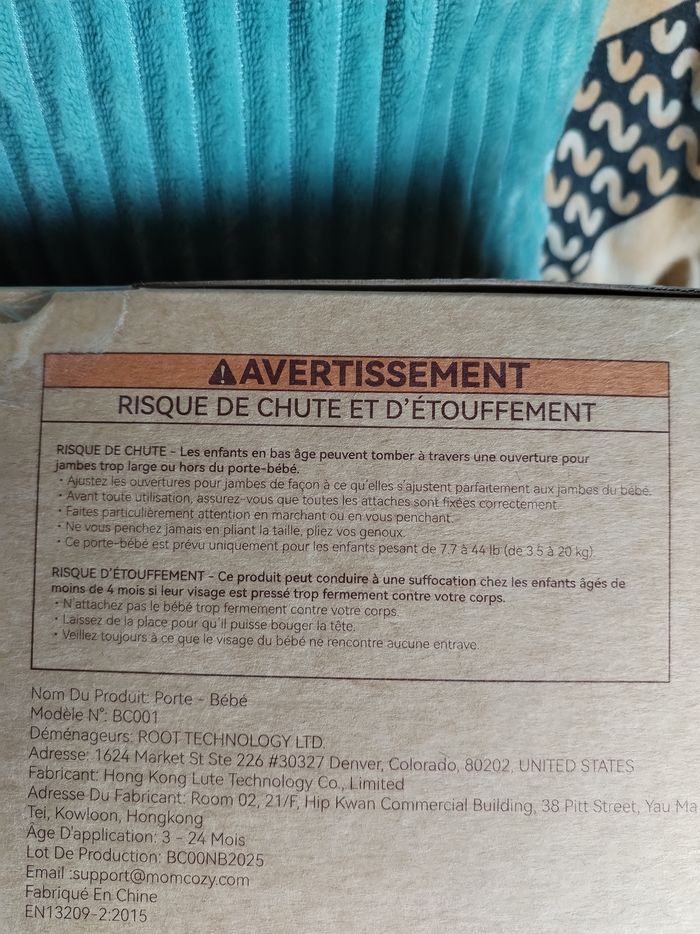 ⚠AVERTISSEMENT
RISQUE DE CHUTE ET D'ÉTOUFFEMENT
RISQUE DE CHUTE - Les enfants en bas âge peuvent tomber à travers une ouverture pour
jambes trop large ou hors du porte-bébé.
• Ajustez les ouvertures pour jambes de façon à ce qu'elles s'ajustent parfaitement aux jambes du bébé.
• Avant toute utilisation, assurez-vous que toutes les attaches sont fixées correctement.
• Faites particulièrement attention en marchant ou en vous penchant.
• Ne vous penchez jamais en pliant la taille, pliez vos genoux.
• Ce porte-bébé est prévu uniquement pour les enfants pesant de 7.7 à 44 lb (de 3.5 à 20 kg).
RISQUE D'ÉTOUFFEMENT - Ce produit peut conduire à une suffocation chez les enfants âgés de
moins de 4 mois si leur visage est pressé trop fermement contre votre corps.
• N'attachez pas le bébé trop fermement contre votre corps.
• Laissez de la place pour qu'il puisse bouger la tête.
• Veillez toujours à ce que le visage du bébé ne rencontre aucune entrave.
Nom Du Produit: Porte - Bébé
Modèle N°: BC001
Déménageurs: ROOT TECHNOLOGY LTD.
Adresse: 1624 Market St Ste 226 #30327 Denver, Colorado, 80202, UNITED STATES
Fabricant: Hong Kong Lute Technology Co., Limited
Adresse Du Fabricant: Room 02, 21/F, Hip Kwan Commercial Building, 38 Pitt Street, Yau Ma
Tei, Kowloon, Hongkong
Âge D'application: 3 - 24 Mois
Lot De Production: BC00NB2025
Email :support@momcozy.com
Fabriqué En Chine
EN13209-2:2015